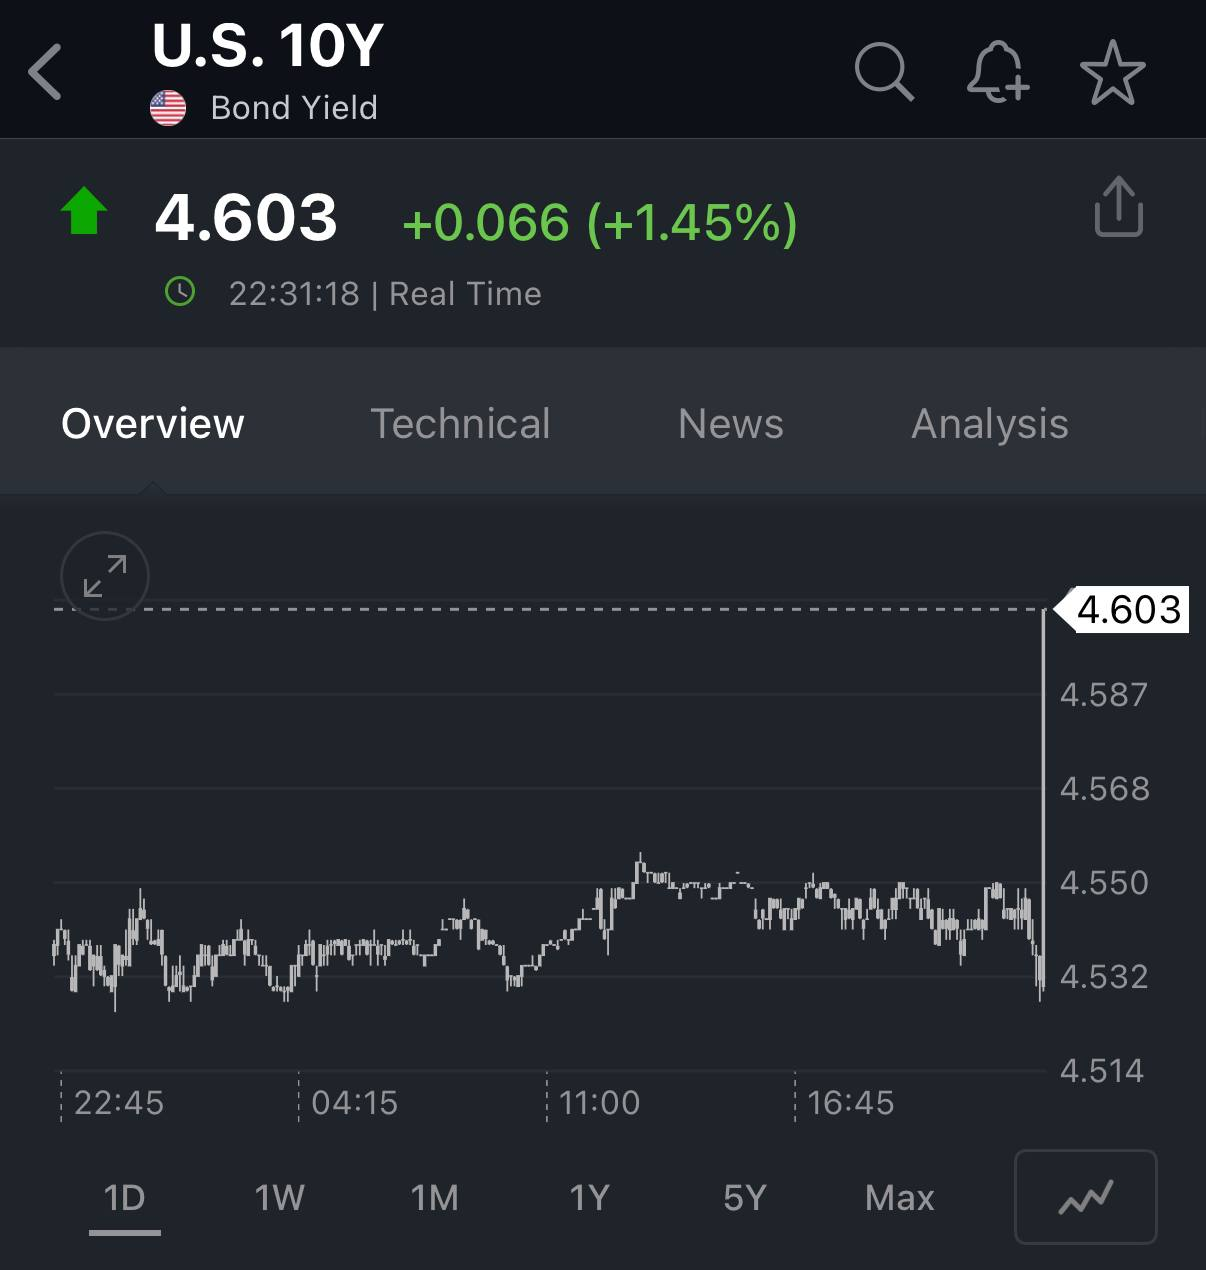 U.S. 10Y
Bond Yield
4.603 +0.066 (+1.45%)
22:31:18 | Real Time
Overview Technical News Analysis
4.603
4.587
4.568
4.550
4.532
4.514
22:45 04:15 11:00 16:45
1D 1W 1M 1Y 5Y Max